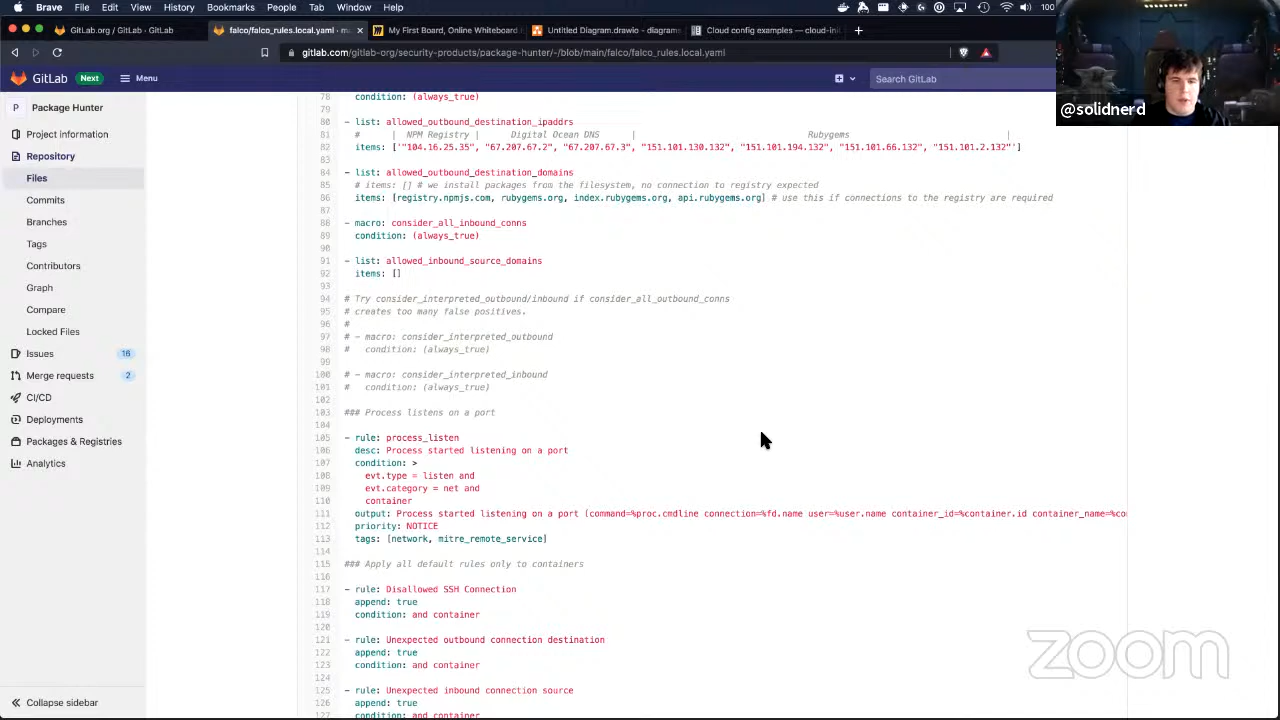 Brave File Edit View History Bookmarks People Tab Window Help
GitLab.org / GitLab · GitLab
falco/falco_rules.local.yaml · ma
My First Board, Online Whiteboard
Untitled Diagram.drawio - diagrams
Cloud config examples — cloud-ini
gitlab.com/gitlab-org/security-products/package-hunter/-/blob/main/falco/falco_rules.local.yaml
@solidnerd
GitLab Next Menu Search GitLab
P Package Hunter
Project information
Repository
Files
Commits
Branches
Tags
Contributors
Graph
Compare
Locked Files
Issues 16
Merge requests 2
CI/CD
Deployments
Packages & Registries
Analytics
Collapse sidebar
78 condition: (always_true)
79
80 - list: allowed_outbound_destination_ipaddrs
81 # | NPM Registry | Digital Ocean DNS | Rubygems |
82 items: ['"104.16.25.35", "67.207.67.2", "67.207.67.3", "151.101.130.132", "151.101.194.132", "151.101.66.132", "151.101.2.132"']
83
84 - list: allowed_outbound_destination_domains
85 # items: [] # we install packages from the filesystem, no connection to registry expected
86 items: [registry.npmjs.com, rubygems.org, index.rubygems.org, api.rubygems.org] # use this if connections to the registry are required
87
88 - macro: consider_all_inbound_conns
89 condition: (always_true)
90
91 - list: allowed_inbound_source_domains
92 items: []
93
94 # Try consider_interpreted_outbound/inbound if consider_all_outbound_conns
95 # creates too many false positives.
96 #
97 # - macro: consider_interpreted_outbound
98 # condition: (always_true)
99
100 # - macro: consider_interpreted_inbound
101 # condition: (always_true)
102
103 ### Process listens on a port
104
105 - rule: process_listen
106 desc: Process started listening on a port
107 condition: >
108 evt.type = listen and
109 evt.category = net and
110 container
111 output: Process started listening on a port (command=%proc.cmdline connection=%fd.name user=%user.name container_id=%container.id container_name=%co
112 priority: NOTICE
113 tags: [network, mitre_remote_service]
114
115 ### Apply all default rules only to containers
116
117 - rule: Disallowed SSH Connection
118 append: true
119 condition: and container
120
121 - rule: Unexpected outbound connection destination
122 append: true
123 condition: and container
124
125 - rule: Unexpected inbound connection source
126 append: true
127 condition: and container
zoom